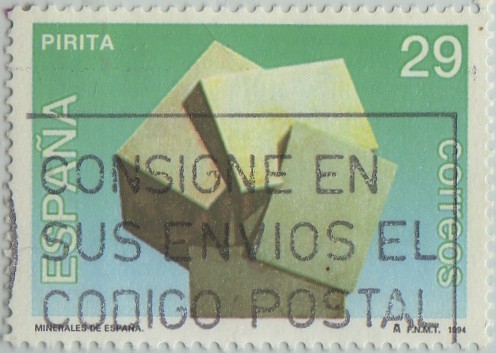 PIRITA
29
ESPAÑA
correos
CONSIGNE EN
SUS ENVIOS EL
CODIGO POSTAL
MINERALES DE ESPAÑA.
F.N.M.T. 1994